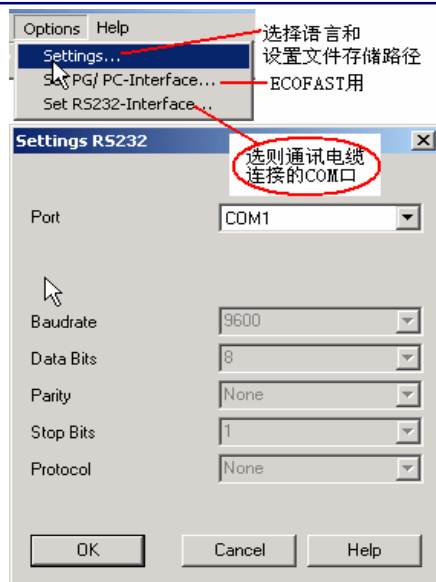 Options Help
选择语言和
Settings...
设置文件存储路径
Set PG/ PC-Interface...
ECOFAST用
Set RS232-Interface...
Settings RS232
选则通讯电缆
连接的COM口
Port
COM1
Baudrate
9600
Data Bits
8
Parity
None
Stop Bits
1
Protocol
None
OK
Cancel
Help